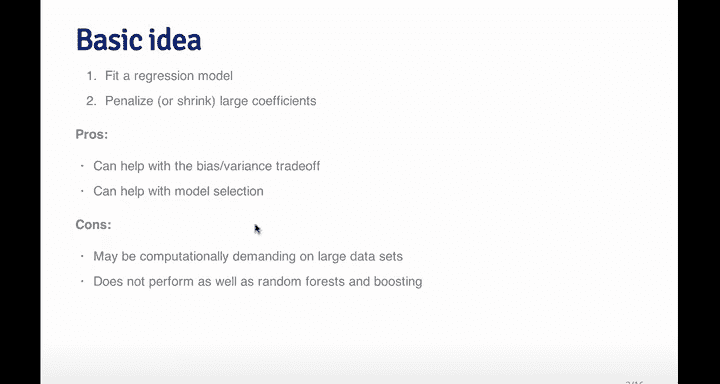 Basic idea
1. Fit a regression model
2. Penalize (or shrink) large coefficients
Pros:
· Can help with the bias/variance tradeoff
· Can help with model selection
Cons:
· May be computationally demanding on large data sets
· Does not perform as well as random forests and boosting